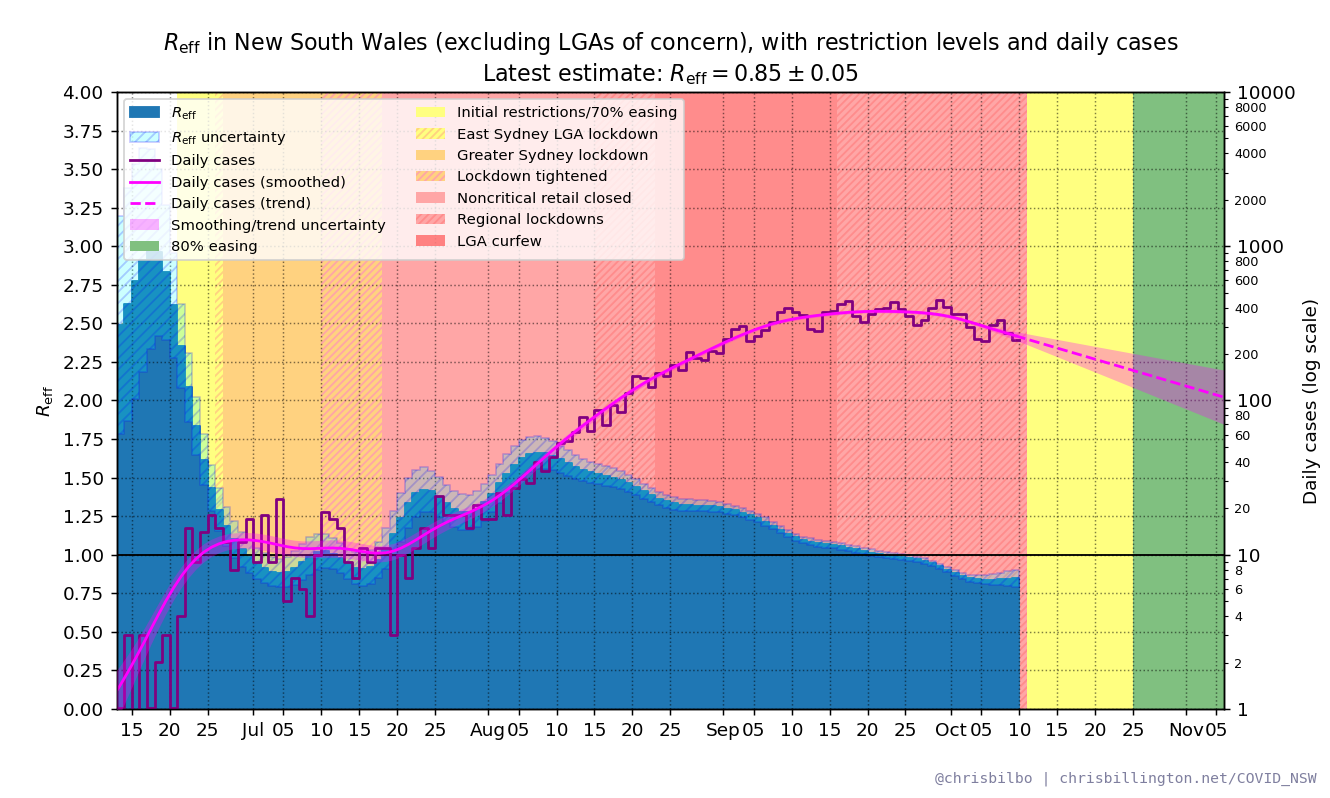 Reff in New South Wales (excluding LGAs of concern), with restriction levels and daily cases
Latest estimate: Reff = 0.85 ± 0.05
Reff
Reff uncertainty
Daily cases
Daily cases (smoothed)
Daily cases (trend)
Smoothing/trend uncertainty
80% easing
Initial restrictions/70% easing
East Sydney LGA lockdown
Greater Sydney lockdown
Lockdown tightened
Noncritical retail closed
Regional lockdowns
LGA curfew
4.00
3.75
3.50
3.25
3.00
2.75
2.50
2.25
2.00
1.75
1.50
1.25
1.00
0.75
0.50
0.25
0.00
Reff
10000
8000
6000
4000
2000
1000
800
600
400
200
100
80
60
40
20
10
8
6
4
2
1
Daily cases (log scale)
15 20 25 Jul 05 10 15 20 25 Aug 05 10 15 20 25 Sep 05 10 15 20 25 Oct 05 10 15 20 25 Nov 05
@chrisbilbo | chrisbillington.net/COVID_NSW